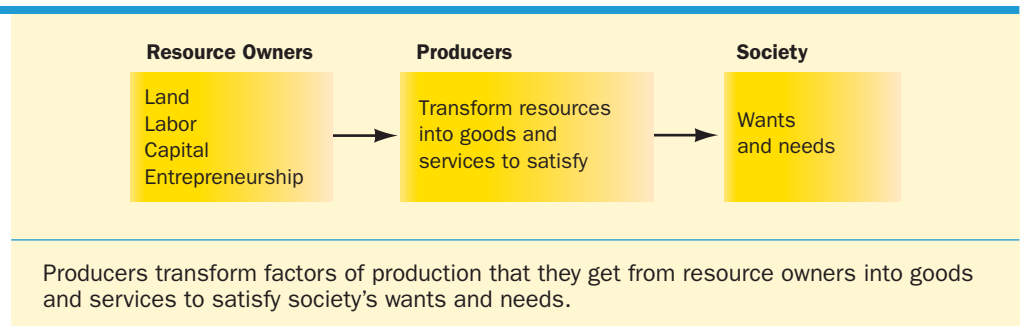 Resource Owners
Land
Labor
Capital
Entrepreneurship
Producers
Transform resources
into goods and
services to satisfy
Society
Wants
and needs
Producers transform factors of production that they get from resource owners into goods
and services to satisfy society's wants and needs.